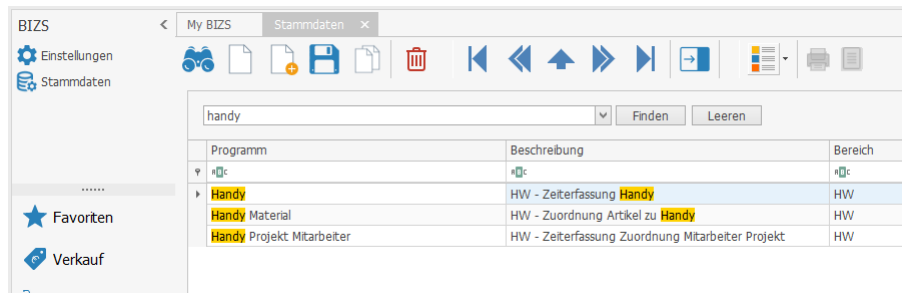 BIZS
My BIZS
Stammdaten
Einstellungen
Stammdaten
handy
Finden
Leeren
Programm Beschreibung Bereich
Handy HW - Zeiterfassung Handy HW
Handy Material HW - Zuordnung Artikel zu Handy HW
Handy Projekt Mitarbeiter HW - Zeiterfassung Zuordnung Mitarbeiter Projekt HW
Favoriten
Verkauf